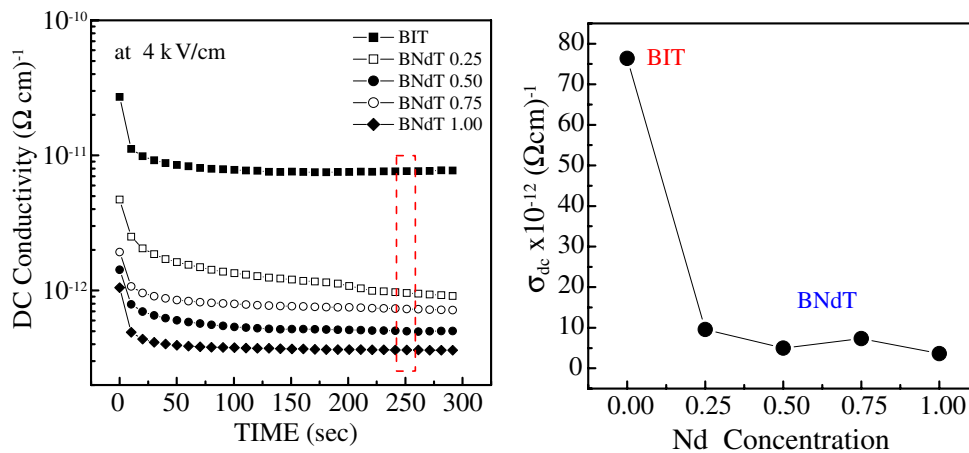 10⁻¹⁰
10⁻¹¹
10⁻¹²
DC Conductivity (Ω cm)⁻¹
at 4 kV/cm
BIT
BNdT 0.25
BNdT 0.50
BNdT 0.75
BNdT 1.00
0 50 100 150 200 250 300
TIME (sec)
80
70
60
50
40
30
20
10
0
σdc x10⁻¹² (Ωcm)⁻¹
BIT
BNdT
0.00 0.25 0.50 0.75 1.00
Nd Concentration